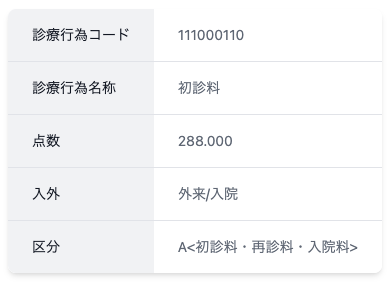 診療行為コード 111000110
診療行為名称 初診料
点数 288.000
入外 外来/入院
区分 A<初診料・再診料・入院料>